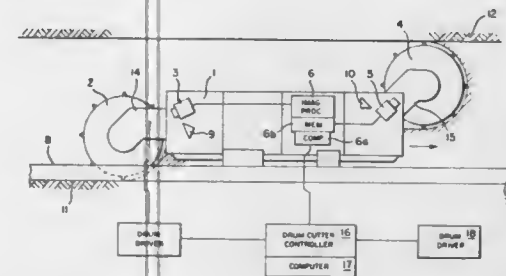 12
4
2
14
3
1
6
10
5
IMAG
PROC
MEM
COMP
6b
6a
9
15
8
11
DRUM
DRIVER
DRUM CUTTER
CONTROLLER
16
COMPUTER
17
DRUM
DRIVER
18